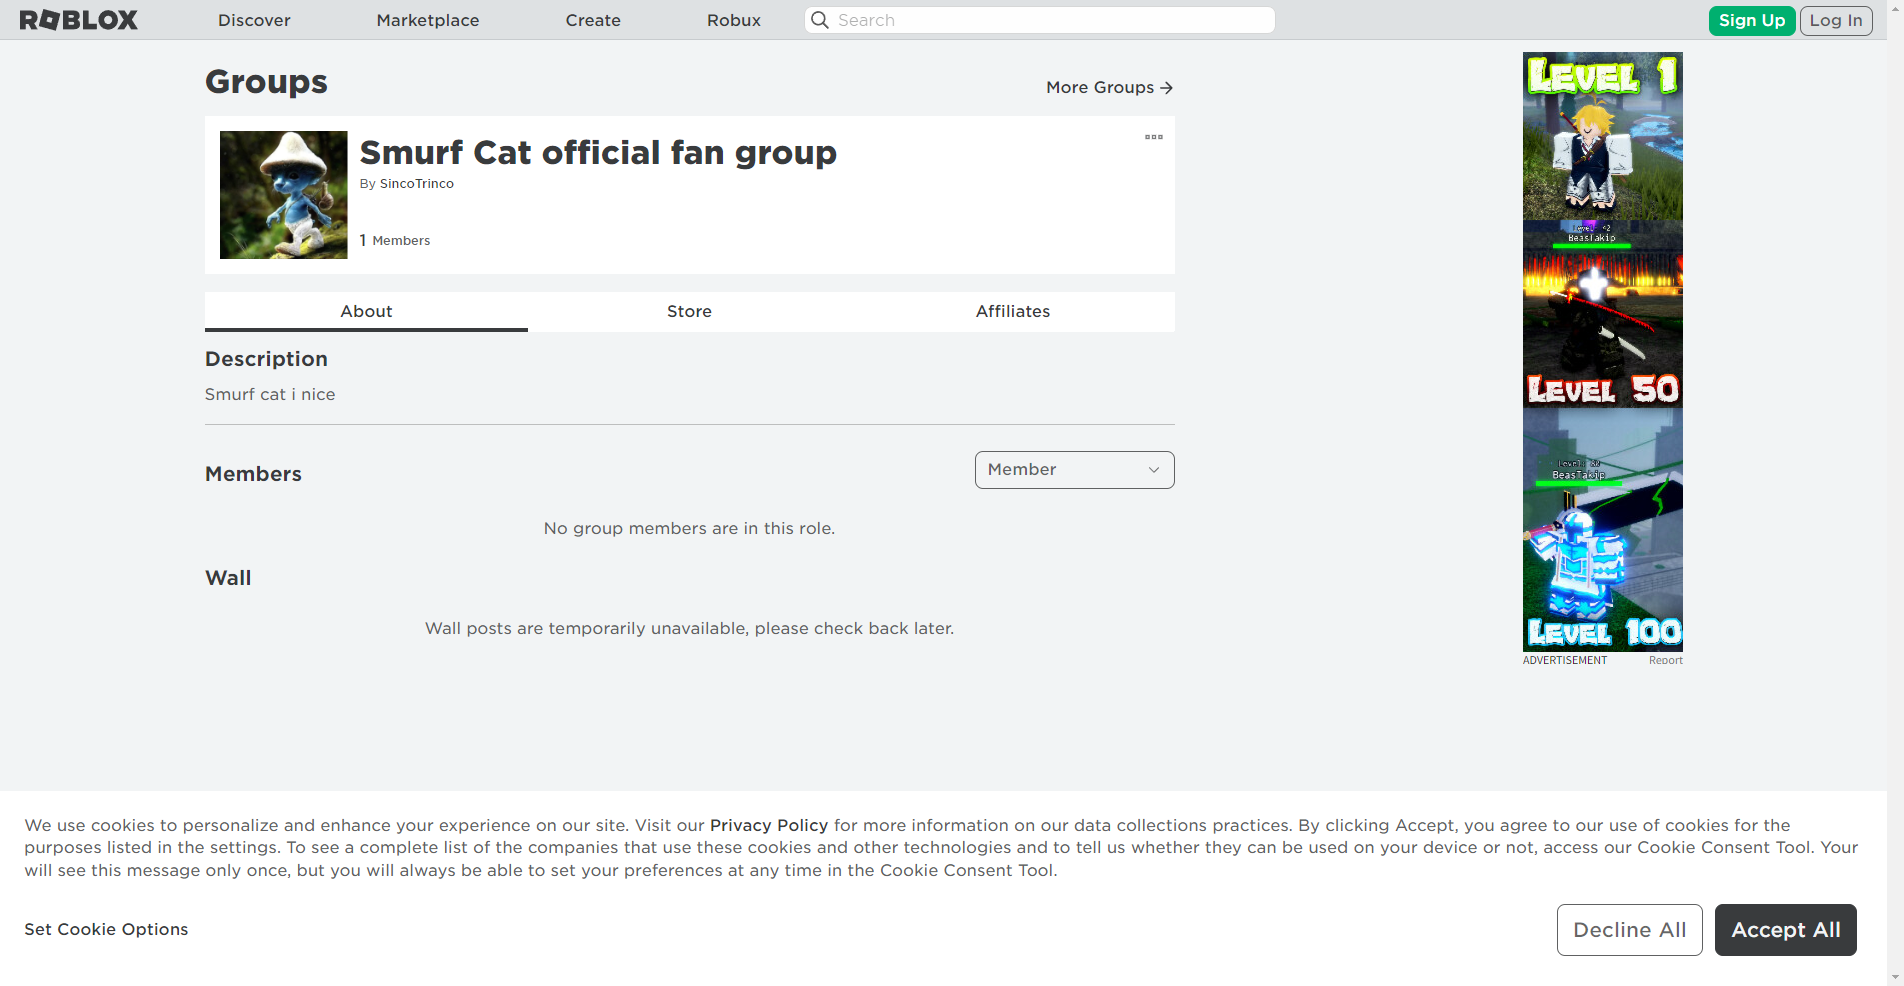 ROBLOX
Discover
Marketplace
Create
Robux
Search
Sign Up
Log In
Groups
More Groups
Smurf Cat official fan group
By SincoTrinco
1 Members
About
Store
Affiliates
Description
Smurf cat i nice
Members
Member
No group members are in this role.
Wall
Wall posts are temporarily unavailable, please check back later.
LEVEL 1
BeasTakip
LEVEL 50
BeasTakip
LEVEL 100
ADVERTISEMENT
Report
We use cookies to personalize and enhance your experience on our site. Visit our Privacy Policy for more information on our data collections practices. By clicking Accept, you agree to our use of cookies for the
purposes listed in the settings. To see a complete list of the companies that use these cookies and other technologies and to tell us whether they can be used on your device or not, access our Cookie Consent Tool. Your
will see this message only once, but you will always be able to set your preferences at any time in the Cookie Consent Tool.
Set Cookie Options
Decline All
Accept All